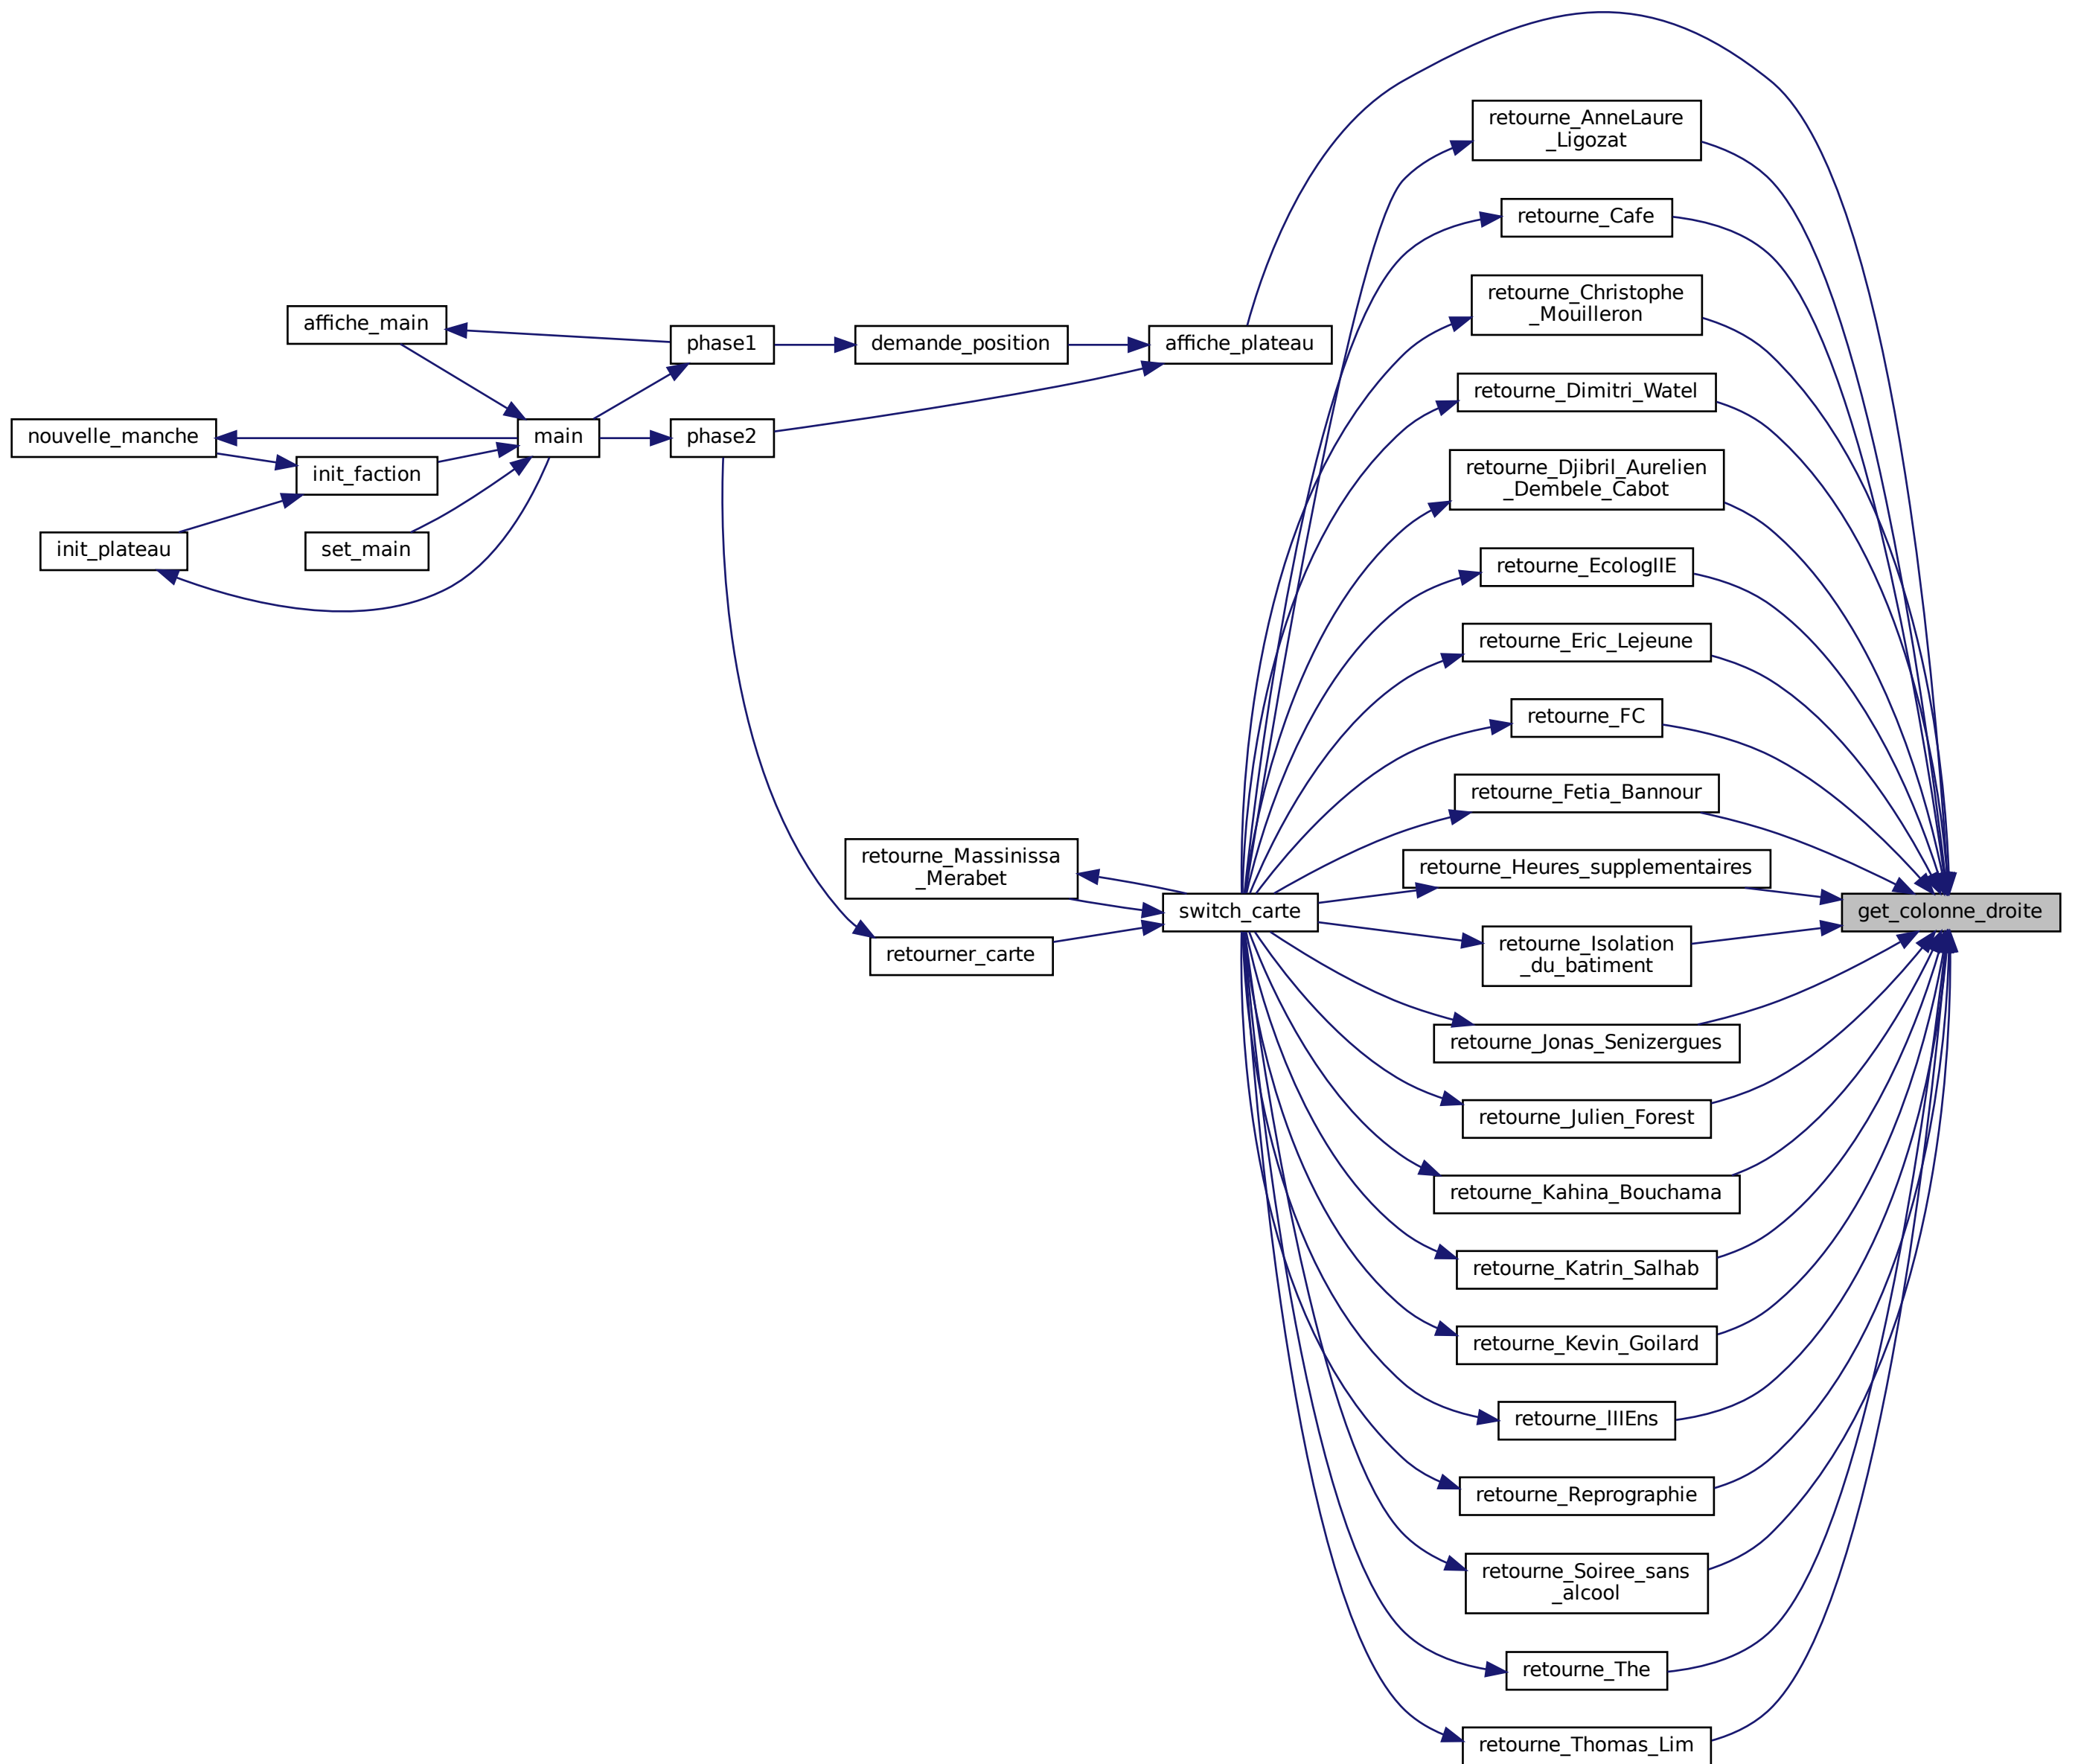 retourne_AnneLaure
_Ligozat
retourne_Cafe
retourne_Christophe
_Mouilleron
affiche_main
phase1
demande_position
affiche_plateau
retourne_Dimitri_Watel
nouvelle_manche
main
phase2
init_faction
retourne_Djibril_Aurelien
_Dembele_Cabot
init_plateau
set_main
retourne_EcologIIE
retourne_Eric_Lejeune
retourne_FC
retourne_Fetia_Bannour
retourne_Massinissa
_Merabet
retourne_Heures_supplementaires
switch_carte
get_colonne_droite
retourner_carte
retourne_Isolation
_du_batiment
retourne_Jonas_Senizergues
retourne_Julien_Forest
retourne_Kahina_Bouchama
retourne_Katrin_Salhab
retourne_Kevin_Goilard
retourne_lIIEns
retourne_Reprographie
retourne_Soiree_sans
_alcool
retourne_The
retourne_Thomas_Lim